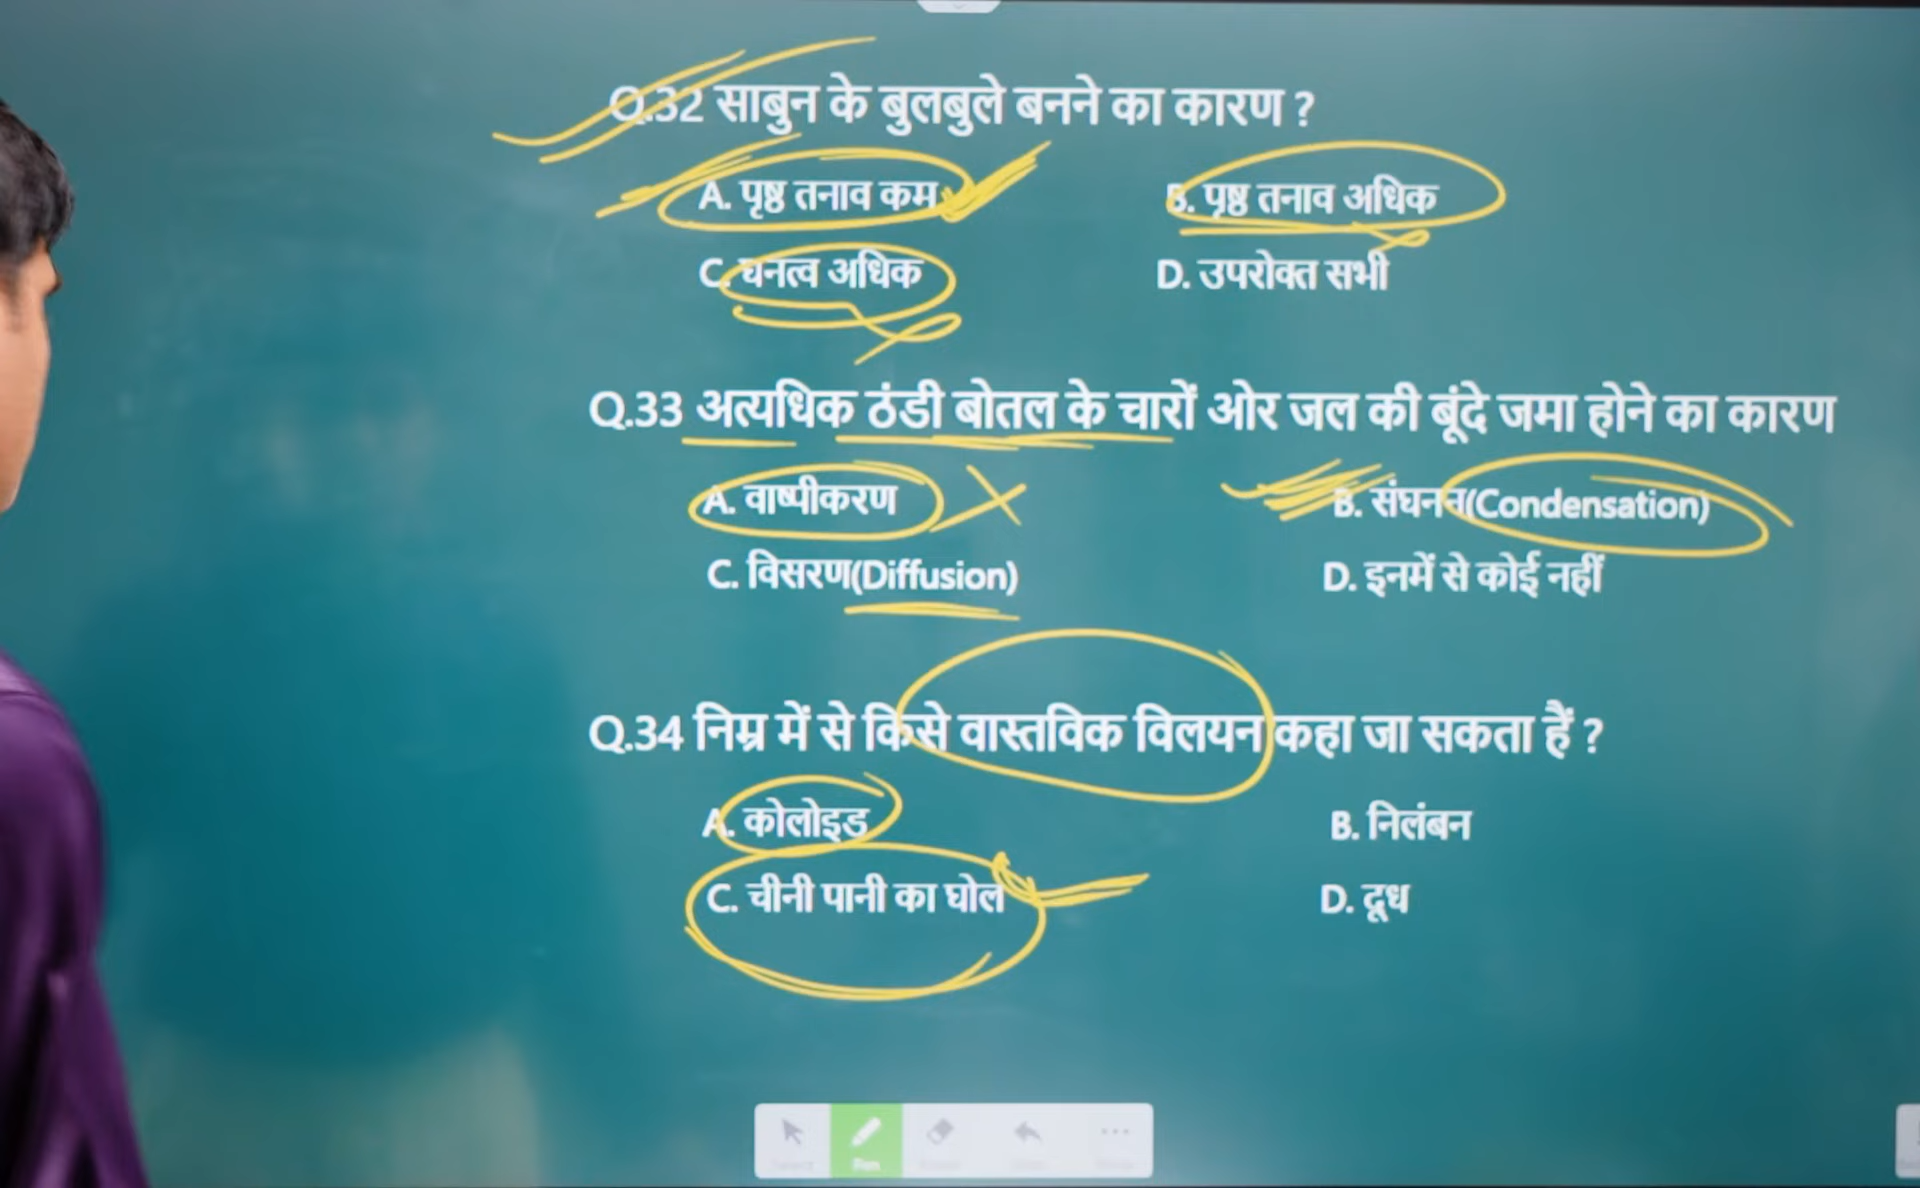 Q.32 साबुन के बुलबुले बनने का कारण ?
A. पृष्ठ तनाव कम B. पृष्ठ तनाव अधिक
C. घनत्व अधिक D. उपरोक्त सभी
Q.33 अत्यधिक ठंडी बोतल के चारों ओर जल की बूंदे जमा होने का कारण
A. वाष्पीकरण B. संघनन(Condensation)
C. विसरण(Diffusion) D. इनमें से कोई नहीं
Q.34 निम्न में से किसे वास्तविक विलयन कहा जा सकता हैं ?
A. कोलोइड B. निलंबन
C. चीनी पानी का घोल D. दूध
Pen